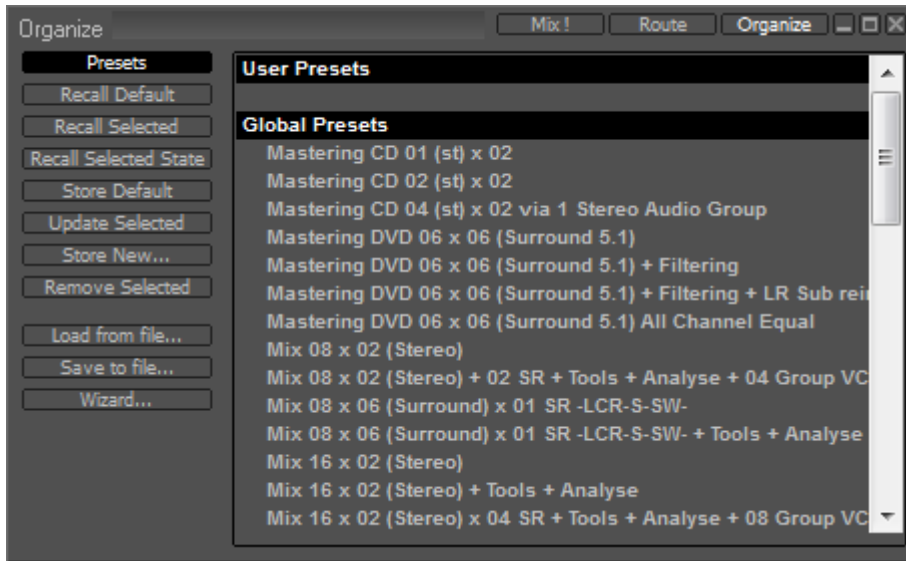 Organize
Mix !
Route
Organize
Presets
Recall Default
Recall Selected
Recall Selected State
Store Default
Update Selected
Store New...
Remove Selected
Load from file...
Save to file...
Wizard...
User Presets
Global Presets
Mastering CD 01 (st) x 02
Mastering CD 02 (st) x 02
Mastering CD 04 (st) x 02 via 1 Stereo Audio Group
Mastering DVD 06 x 06 (Surround 5.1)
Mastering DVD 06 x 06 (Surround 5.1) + Filtering
Mastering DVD 06 x 06 (Surround 5.1) + Filtering + LR Sub rei
Mastering DVD 06 x 06 (Surround 5.1) All Channel Equal
Mix 08 x 02 (Stereo)
Mix 08 x 02 (Stereo) + 02 SR + Tools + Analyse + 04 Group VC
Mix 08 x 06 (Surround) x 01 SR -LCR-S-SW-
Mix 08 x 06 (Surround) x 01 SR -LCR-S-SW- + Tools + Analyse
Mix 16 x 02 (Stereo)
Mix 16 x 02 (Stereo) + Tools + Analyse
Mix 16 x 02 (Stereo) x 04 SR + Tools + Analyse + 08 Group VC